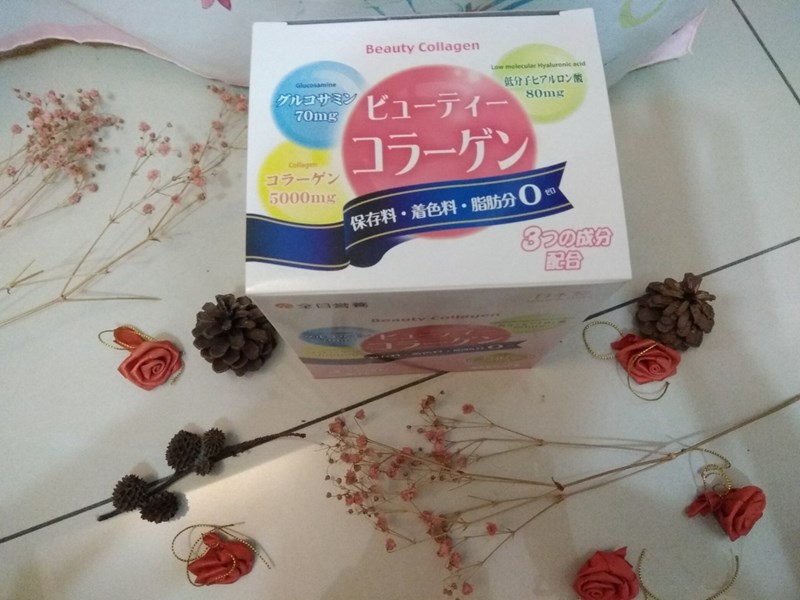 Beauty Collagen
Glucosamine
グルコサミン
70mg
Low molecular Hyaluronic acid
低分子ヒアルロン酸
80mg
ビューティー
コラーゲン
Collagen
コラーゲン
5000mg
保存料・着色料・脂肪分0ゼロ
3つの成分
配合
Beauty Collagen